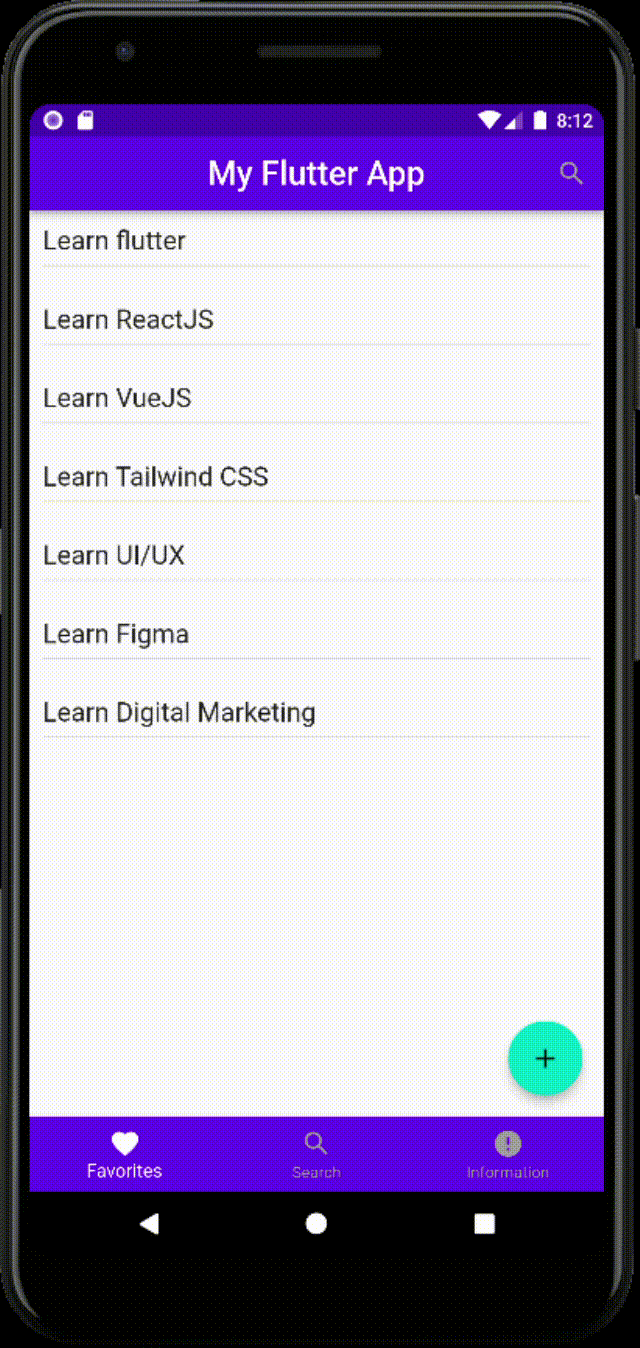 8:12
My Flutter App
Learn flutter
Learn ReactJS
Learn VueJS
Learn Tailwind CSS
Learn UI/UX
Learn Figma
Learn Digital Marketing
Favorites
Search
Information